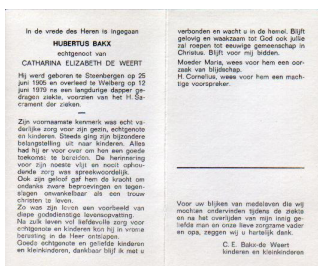 In de vrede des Heren is ingegaan
HUBERTUS BAKX
echtgenoot van
CATHARINA ELIZABETH DE WEERT
Hij werd geboren te Steenbergen op 25
juni 1905 en overleed te Welberg op 12
juni 1979 na een langdurige dapper ge-
dragen ziekte, voorzien van het H. Sa-
crament der zieken.
Zijn voornaamste kenmerk was echt va-
derlijke zorg voor zijn gezin, echtgenote
en kinderen. Steeds ging zijn bijzondere
belangstelling uit naar kinderen. Alles
had hij er voor over om hen een goede
toekomst te bereiden. De herinnering
voor zijn noeste vlijt en nooit ophou-
dende zorg was spreekwoordelijk.
Ook zijn geloof gaf hem de kracht om
ondanks zware beproevingen en tegen-
slagen onwankelbaar als een trouw
christen te leven.
Zo was zijn leven een voorbeeld van
diepe godsdienstige levensopvatting.
Na zulk leven vol liefdevolle zorg voor
echtgenote en kinderen kon hij in vrome
berusting in de Heer ontslapen.
Goede echtgenote en geliefde kinderen
en kleinkinderen, dankbaar blijf ik met u
verbonden en wacht u in de hemel. Blijft
gelovig en waakzaam tot God ook jullie
zal roepen tot eeuwige gemeenschap in
Christus. Blijft voor mij bidden.
Moeder Maria, wees voor hem een oor-
zaak van blijdschap.
H. Cornelius, wees voor hem een mach-
tige voorspreker.
Voor uw blijken van medeleven die wij
mochten ondervinden tijdens de ziekte
en na het overlijden van mijn innig ge-
liefde man en onze lieve zorgzame vader
en opa, zeggen wij u hartelijk dank.
C. E. Bakx-de Weert
kinderen en kleinkinderen